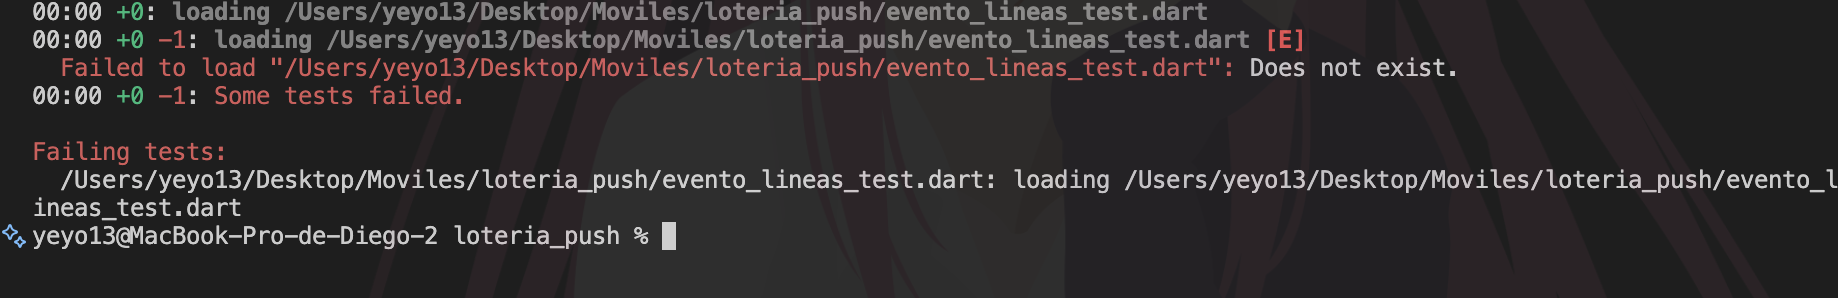 00:00 +0: loading /Users/yeyo13/Desktop/Moviles/loteria_push/evento_lineas_test.dart
00:00 +0 -1: loading /Users/yeyo13/Desktop/Moviles/loteria_push/evento_lineas_test.dart [E]
  Failed to load "/Users/yeyo13/Desktop/Moviles/loteria_push/evento_lineas_test.dart": Does not exist.
00:00 +0 -1: Some tests failed.

Failing tests:
  /Users/yeyo13/Desktop/Moviles/loteria_push/evento_lineas_test.dart: loading /Users/yeyo13/Desktop/Moviles/loteria_push/evento_l
ineas_test.dart
yeyo13@MacBook-Pro-de-Diego-2 loteria_push %